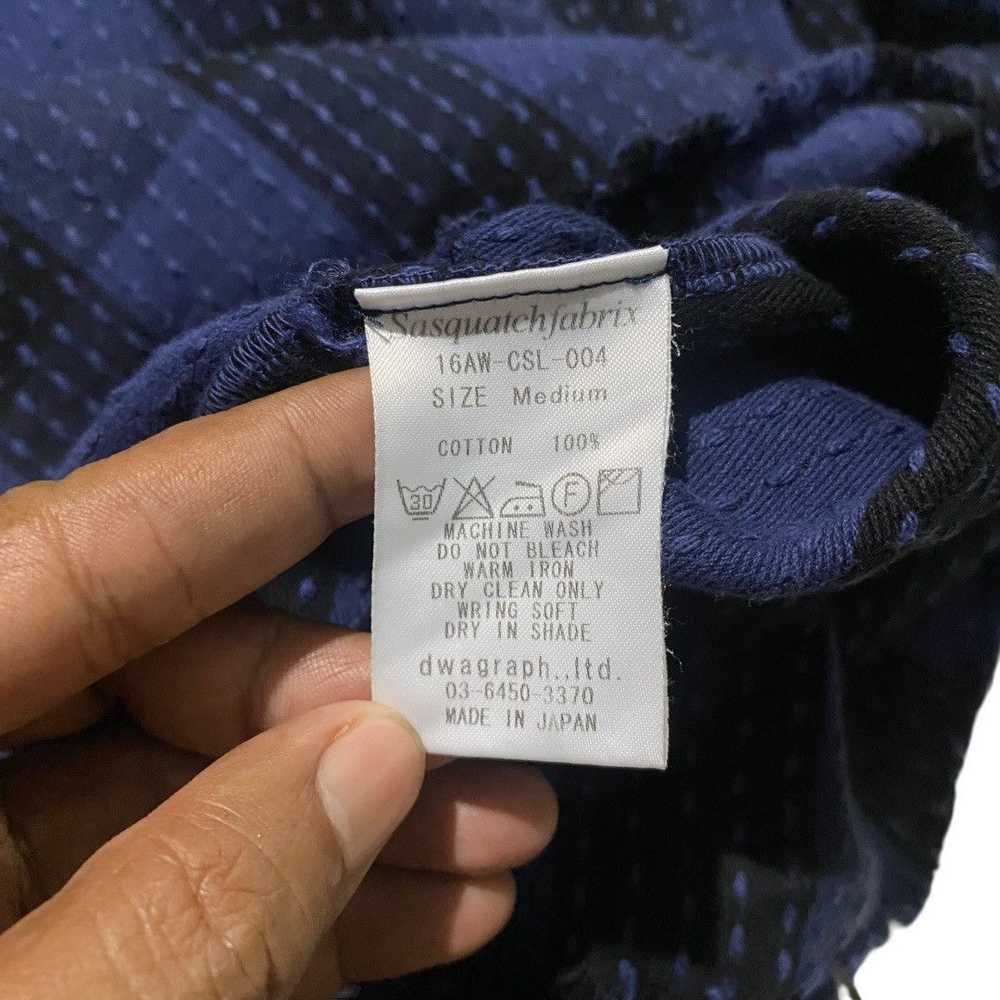 Sasquatchfabrix
16AW-CSL-004
SIZE Medium
COTTON 100%
30 F
MACHINE WASH
DO NOT BLEACH
WARM IRON
DRY CLEAN ONLY
WRING SOFT
DRY IN SHADE
dwagraph.,ltd.
03-6450-3370
MADE IN JAPAN